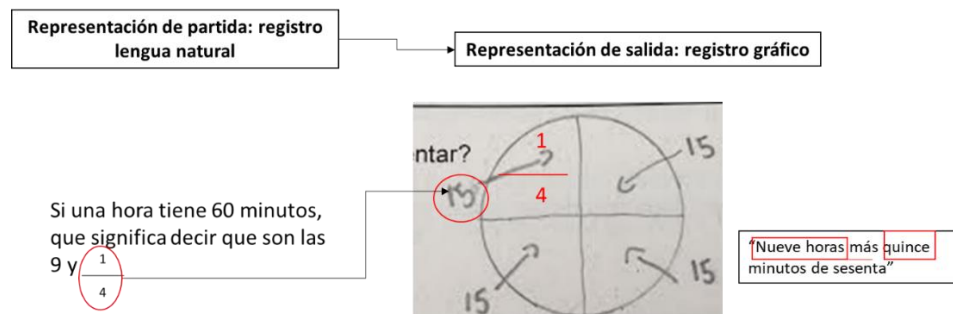 Representación de partida: registro
lengua natural
Representación de salida: registro gráfico
ntar?
1
4
15
15
15
15
Si una hora tiene 60 minutos,
que significa decir que son las
9 y 1
4
“Nueve horas más quince
minutos de sesenta”